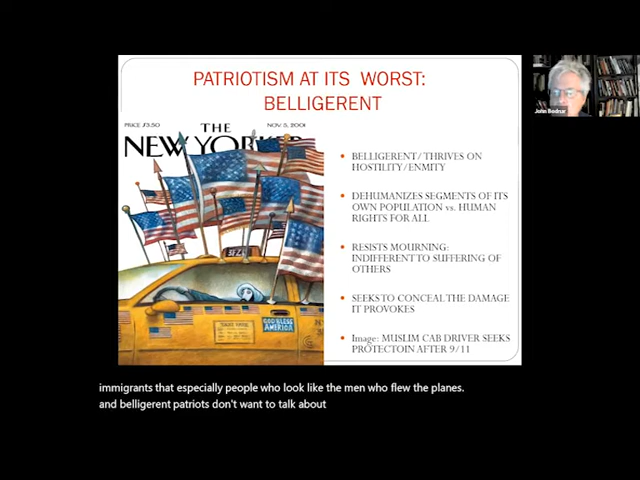 PATRIOTISM AT ITS WORST:
BELLIGERENT
PRICE $3.50
THE
NOV. 5, 2001
NEW YORKER
BELLIGERENT/ THRIVES ON
HOSTILITY/ENMITY
DEHUMANIZES SEGMENTS OF ITS
OWN POPULATION vs. HUMAN
RIGHTS FOR ALL
RESISTS MOURNING:
INDIFFERENT TO SUFFERING OF
OTHERS
SEEKS TO CONCEAL THE DAMAGE
IT PROVOKES
Image: MUSLIM CAB DRIVER SEEKS
PROTECTOIN AFTER 9/11
GOD BLESS
AMERICA
John Bodnar
immigrants that especially people who look like the men who flew the planes.
and belligerent patriots don't want to talk about